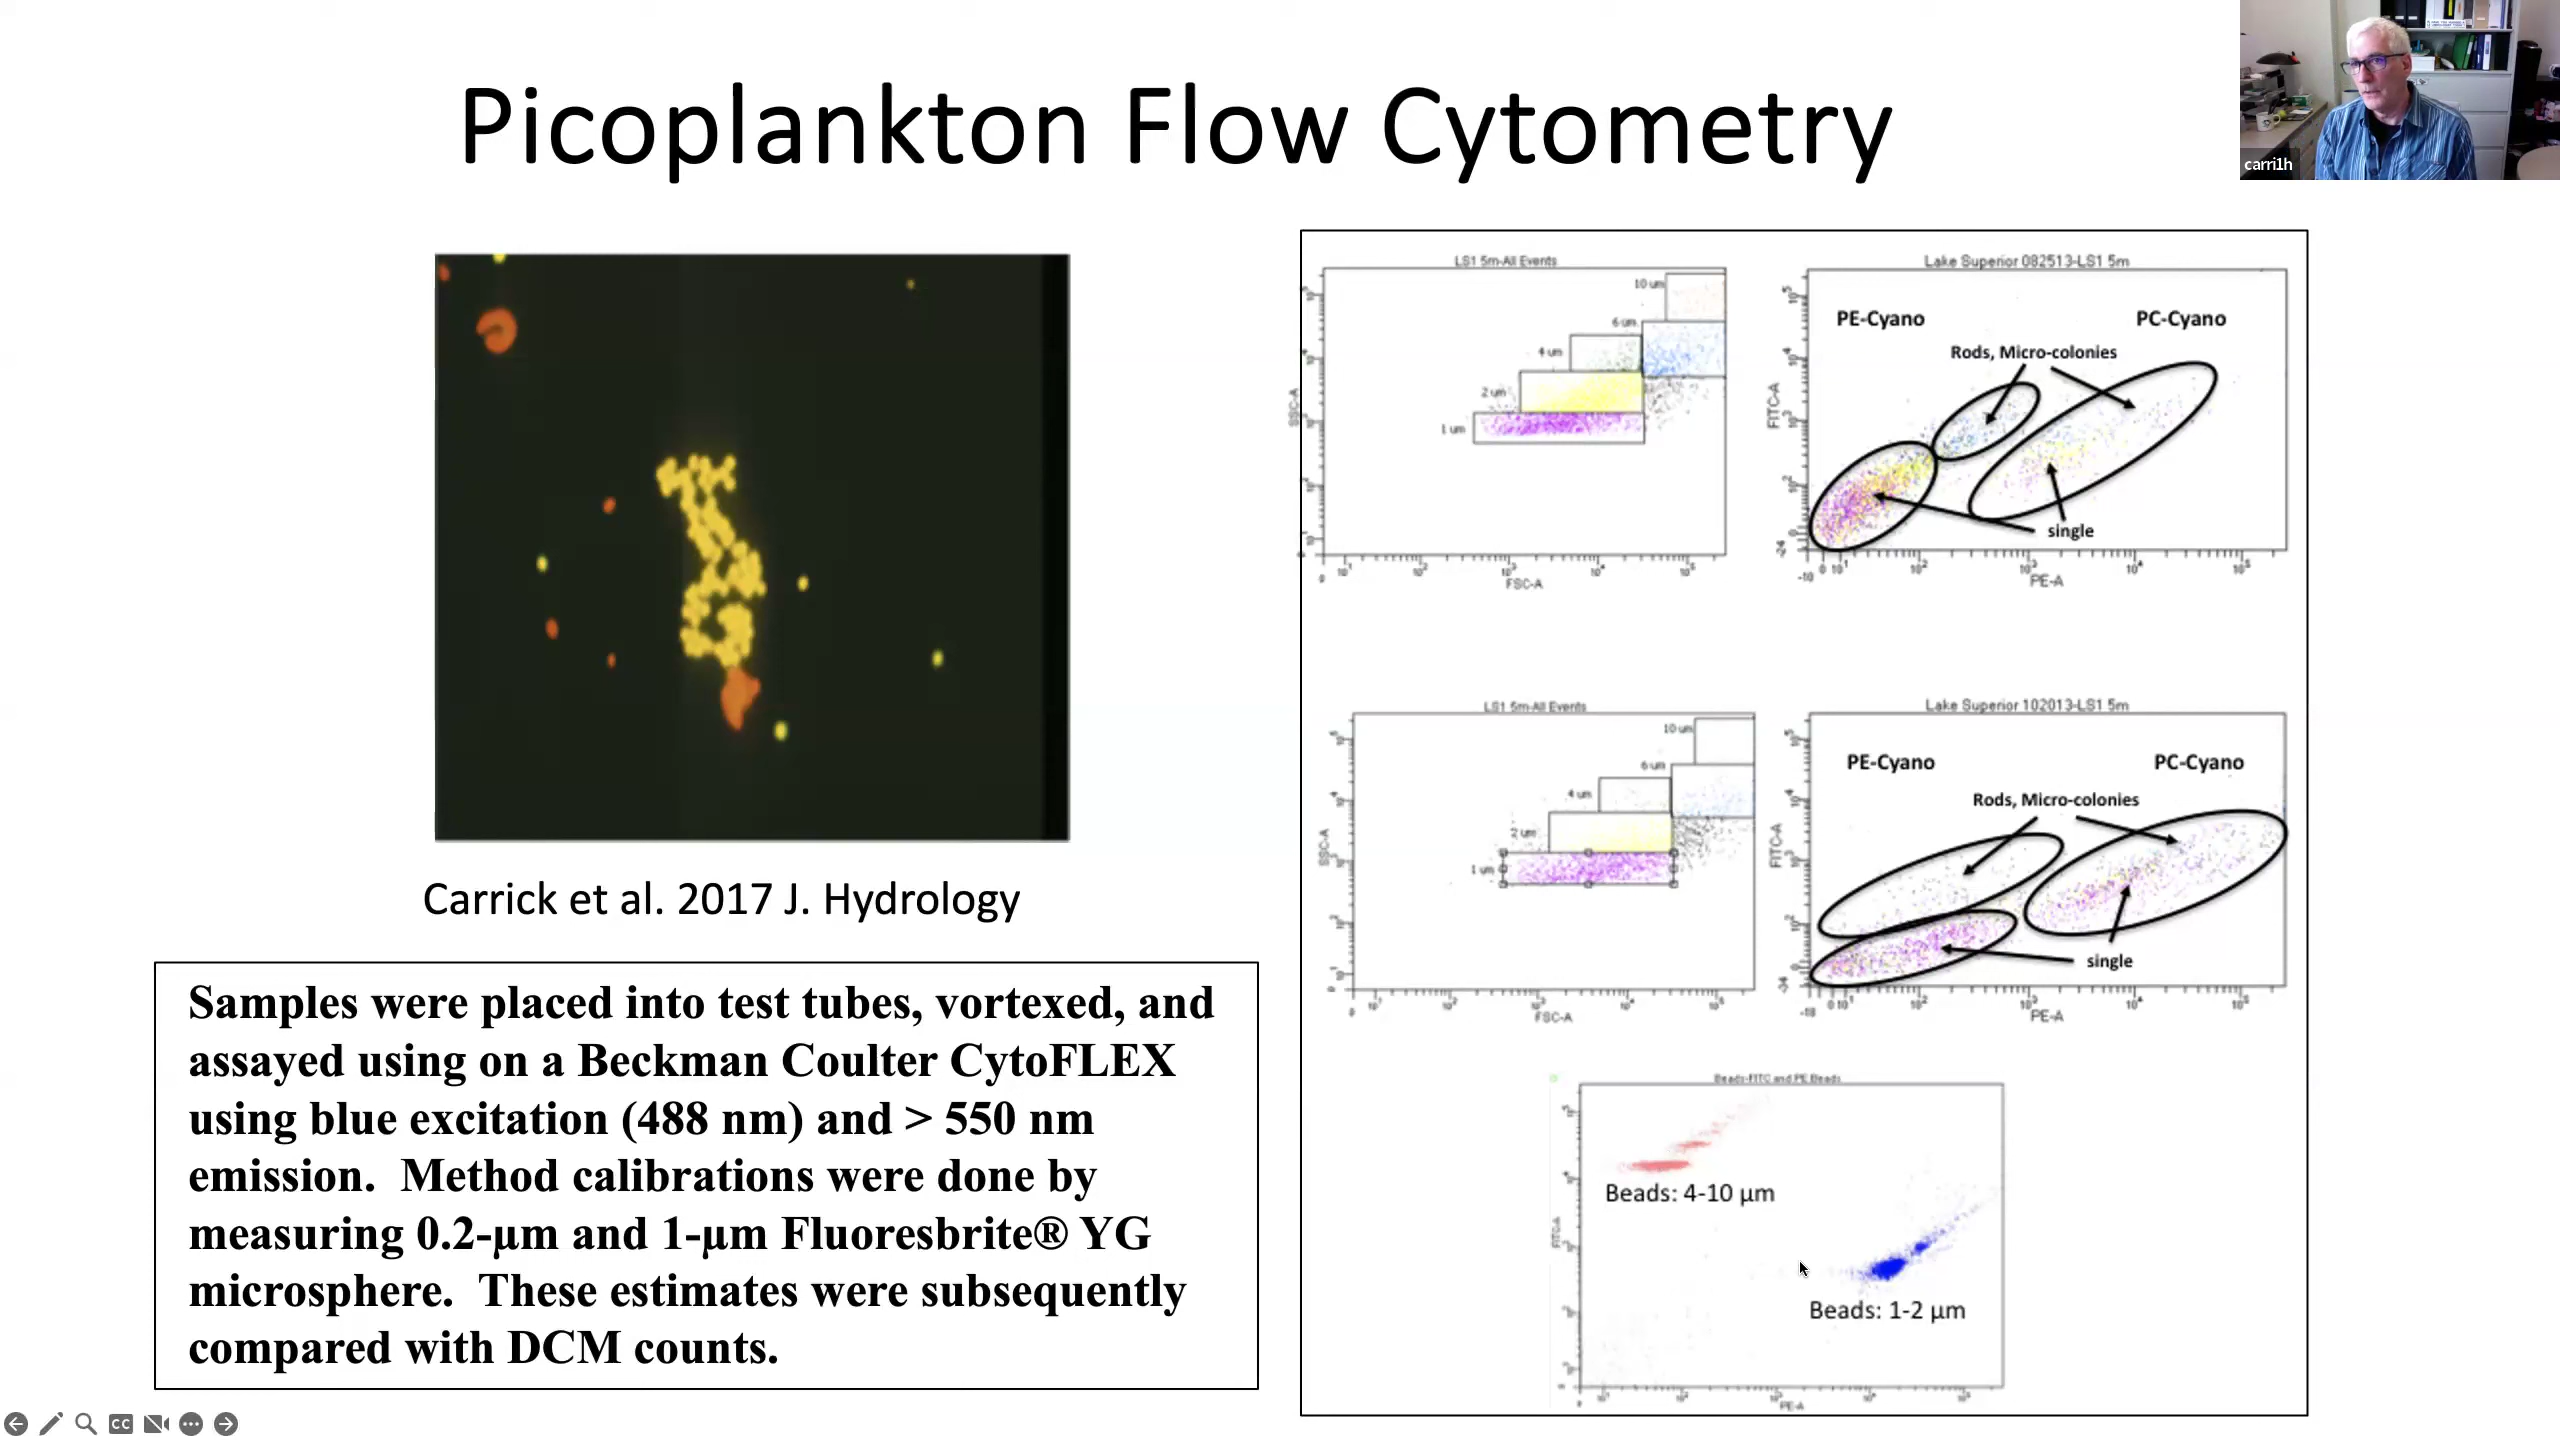 Picoplankton Flow Cytometry
carri1h
Carrick et al. 2017 J. Hydrology
Samples were placed into test tubes, vortexed, and
assayed using on a Beckman Coulter CytoFLEX
using blue excitation (488 nm) and > 550 nm
emission.  Method calibrations were done by
measuring 0.2-µm and 1-µm Fluoresbrite® YG
microsphere.  These estimates were subsequently
compared with DCM counts.
LS1 5m-All Events
10 um
6 um
4 um
2 um
1 um
SSC-A
FSC-A
Lake Superior 082513-LS1 5m
PE-Cyano
PC-Cyano
Rods, Micro-colonies
single
FITC-A
PE-A
LS1 5m-All Events
10 um
6 um
4 um
2 um
1 um
SSC-A
FSC-A
Lake Superior 102013-LS1 5m
PE-Cyano
PC-Cyano
Rods, Micro-colonies
single
FITC-A
PE-A
Beads-FITC and PE Beads
Beads: 4-10 µm
Beads: 1-2 µm
FITC-A
PE-A
CC